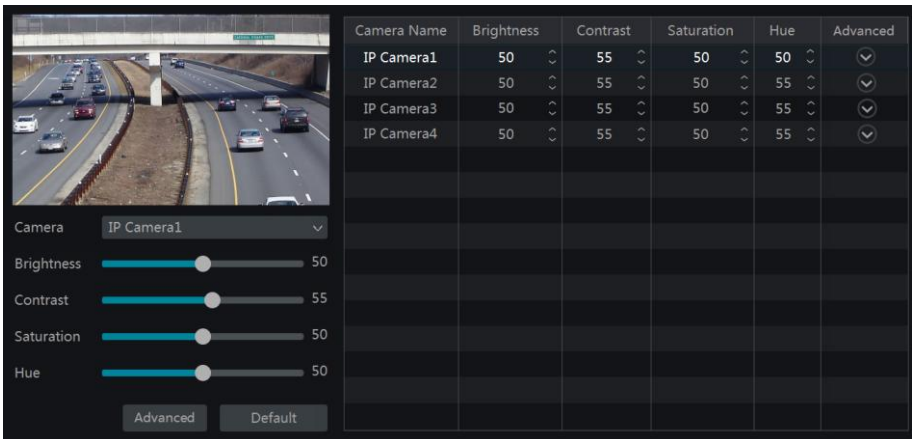 Camera IP Camera1
Brightness 50
Contrast 55
Saturation 50
Hue 50
Advanced Default
Camera Name Brightness Contrast Saturation Hue Advanced
IP Camera1 50 55 50 50
IP Camera2 50 55 50 55
IP Camera3 50 55 50 55
IP Camera4 50 55 50 55